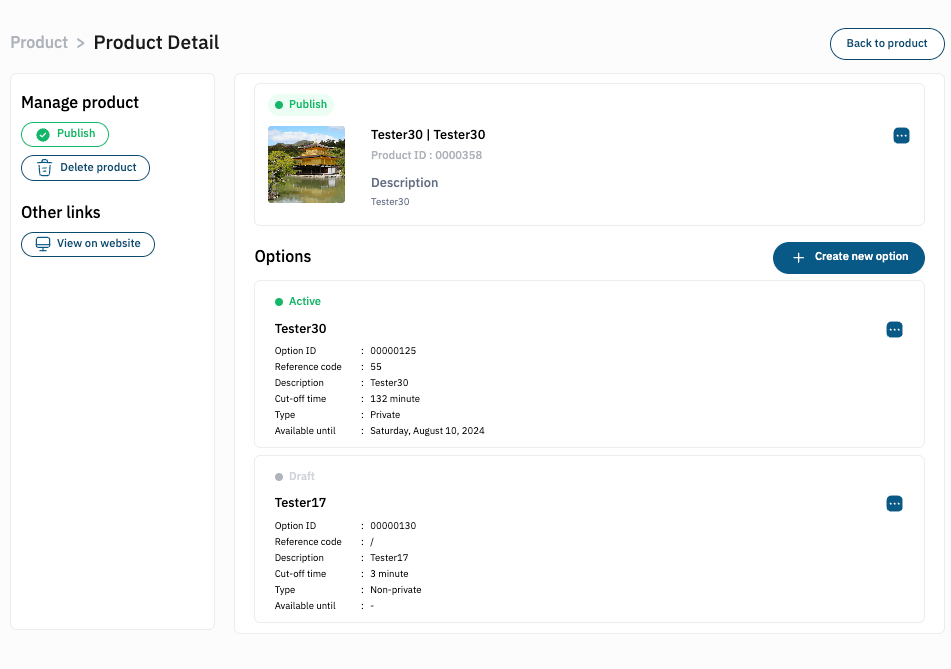 Product > Product Detail
Back to product
Manage product
Publish
Delete product
Other links
View on website
Publish
Tester30 | Tester30
Product ID : 0000358
Description
Tester30
Options
Create new option
Active
Tester30
Option ID : 00000125
Reference code : 55
Description : Tester30
Cut-off time : 132 minute
Type : Private
Available until : Saturday, August 10, 2024
Draft
Tester17
Option ID : 00000130
Reference code : /
Description : Tester17
Cut-off time : 3 minute
Type : Non-private
Available until : -